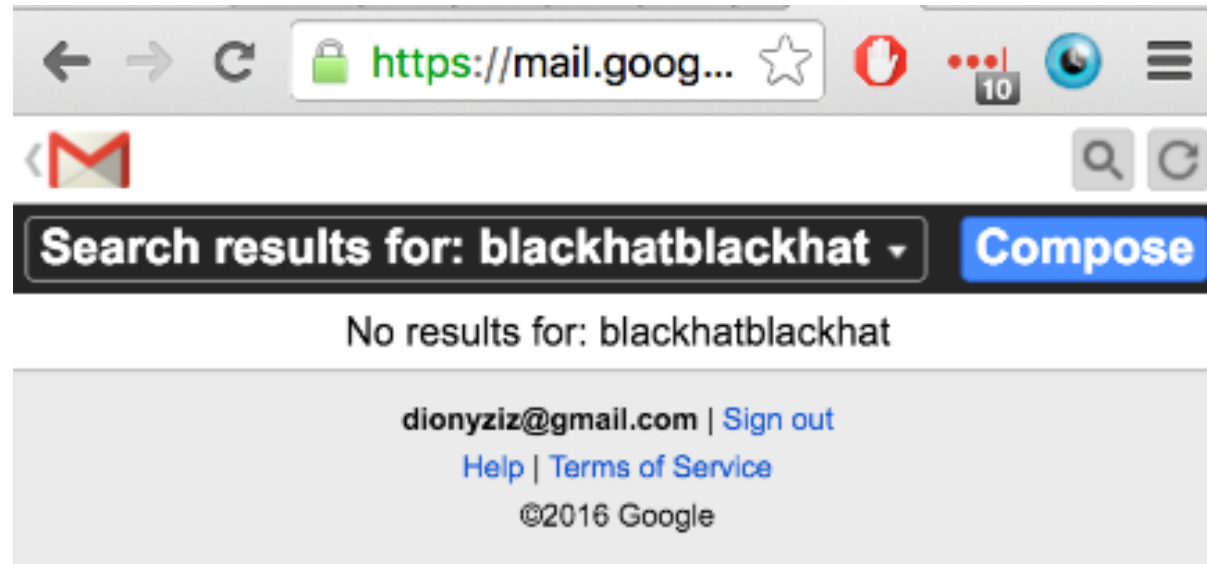 https://mail.goog...
10
Search results for: blackhatblackhat
Compose
No results for: blackhatblackhat
dionyziz@gmail.com | Sign out
Help | Terms of Service
©2016 Google